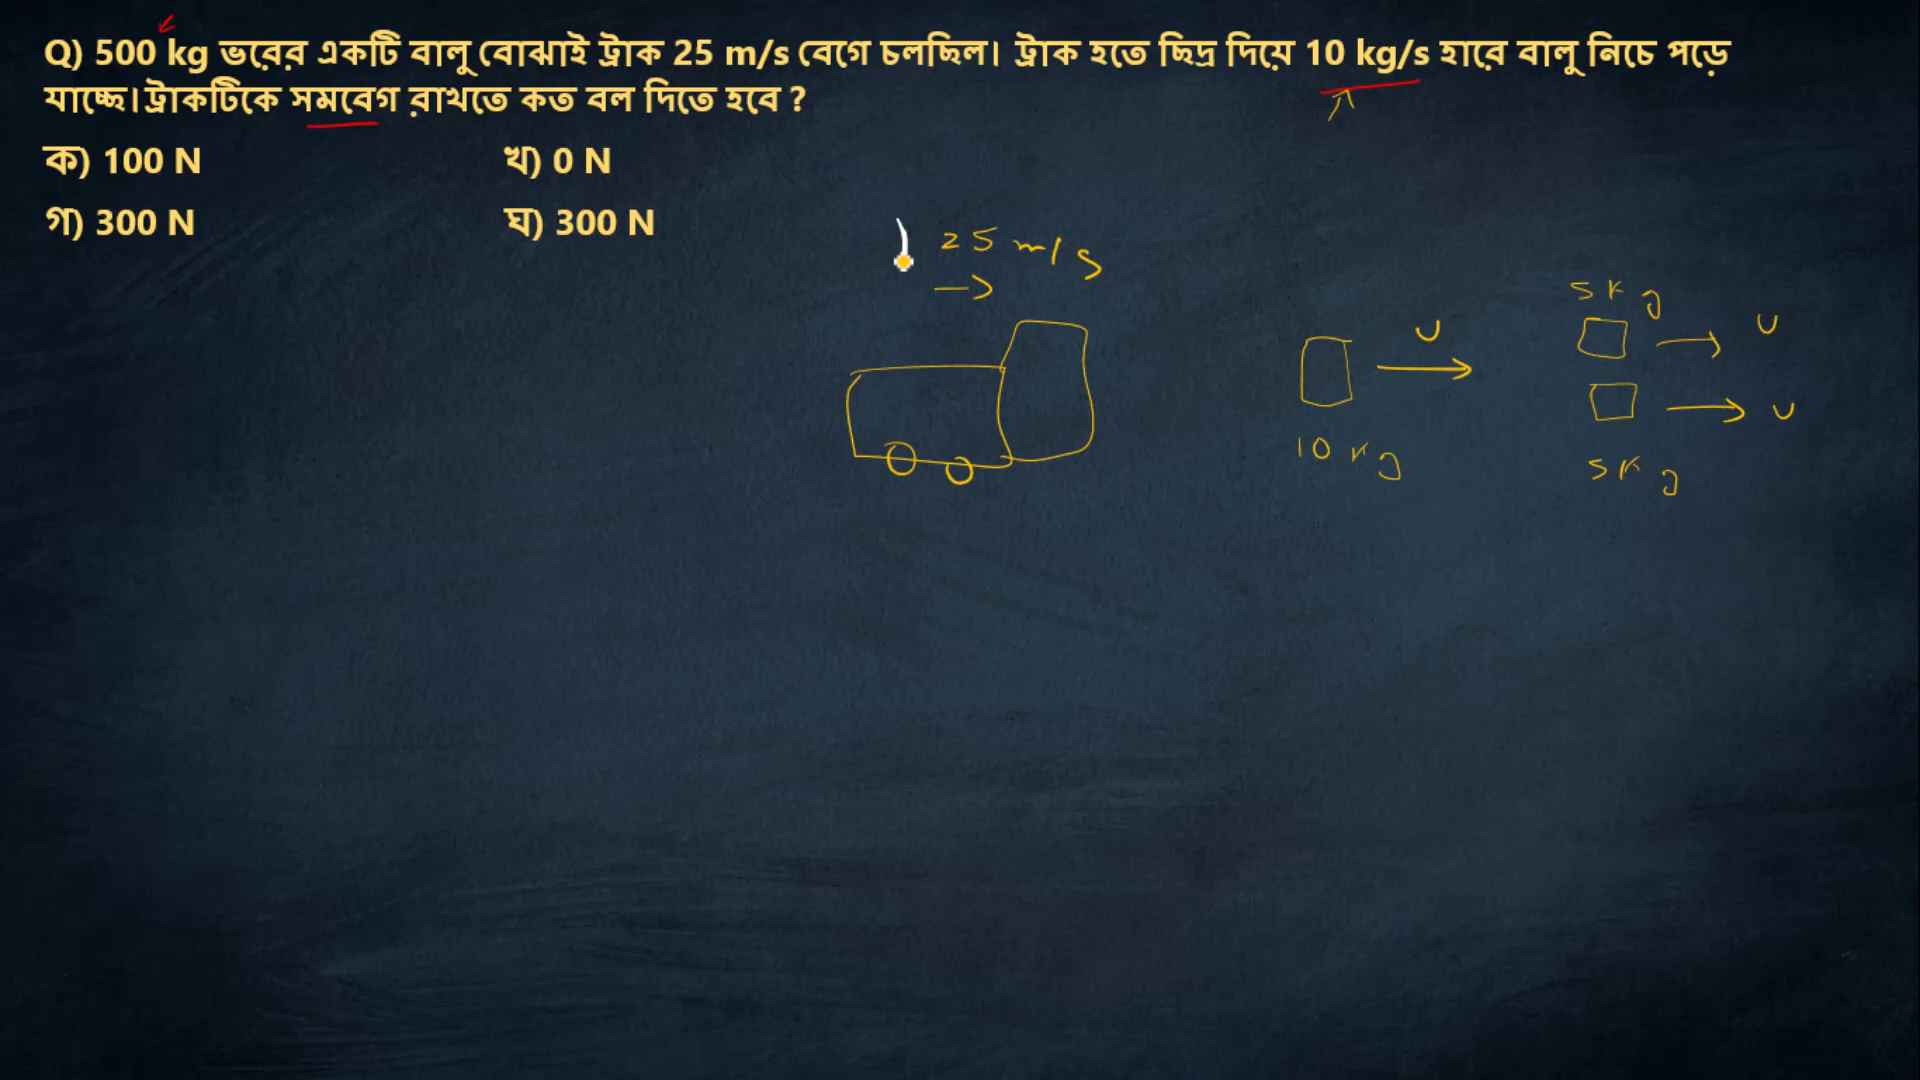 Q) 500 kg ভরের একটি বালু বোঝাই ট্রাক 25 m/s বেগে চলছিল। ট্রাক হতে ছিদ্র দিয়ে 10 kg/s হারে বালু নিচে পড়ে
যাচ্ছে।ট্রাকটিকে সমবেগ রাখতে কত বল দিতে হবে ?
ক) 100 N খ) 0 N
গ) 300 N ঘ) 300 N
25 m/s
5 kg
υ
υ
υ
10 kg
5 kg